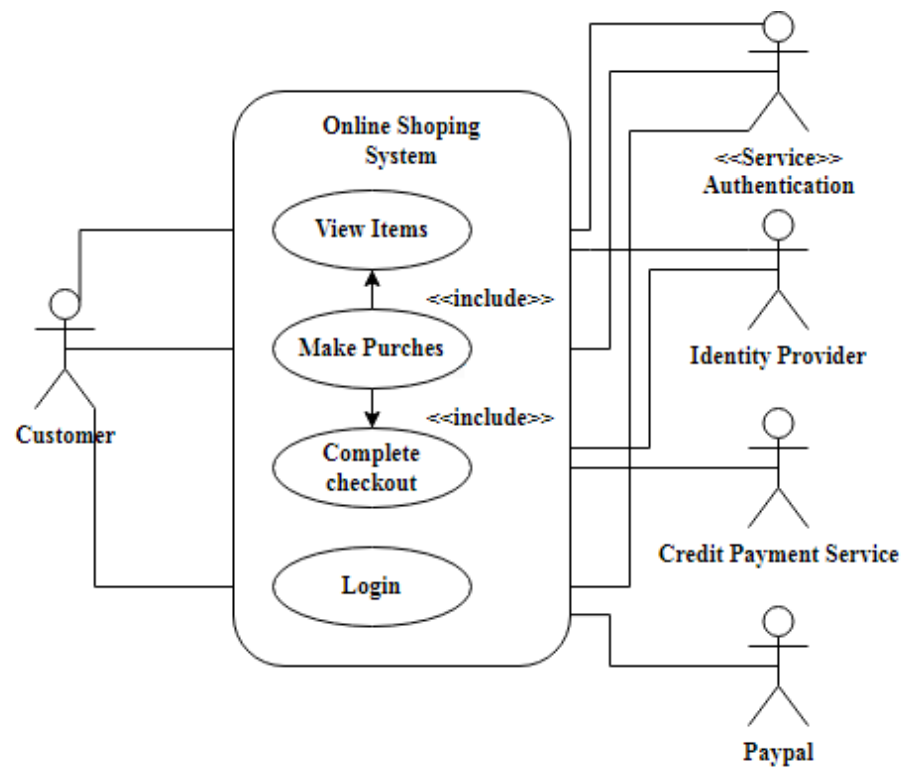 Online Shoping
System
View Items
<<include>>
Make Purches
<<include>>
Complete
checkout
Login
Customer
<<Service>>
Authentication
Identity Provider
Credit Payment Service
Paypal